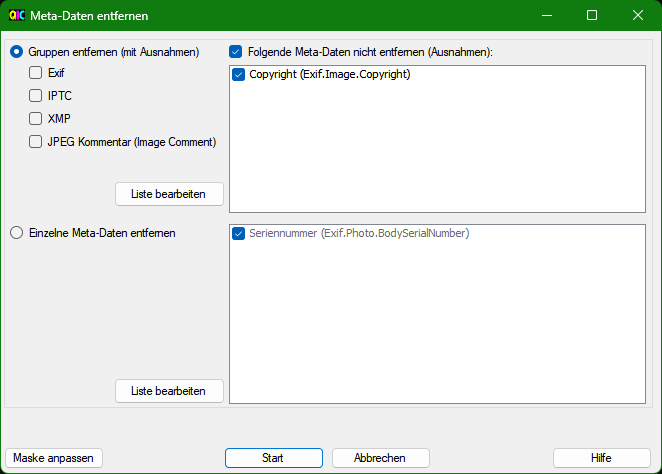 QIC
Meta-Daten entfernen
Gruppen entfernen (mit Ausnahmen)
Folgende Meta-Daten nicht entfernen (Ausnahmen):
Exif
Copyright (Exif.Image.Copyright)
IPTC
XMP
JPEG Kommentar (Image Comment)
Liste bearbeiten
Einzelne Meta-Daten entfernen
Seriennummer (Exif.Photo.BodySerialNumber)
Liste bearbeiten
Maske anpassen
Start
Abbrechen
Hilfe